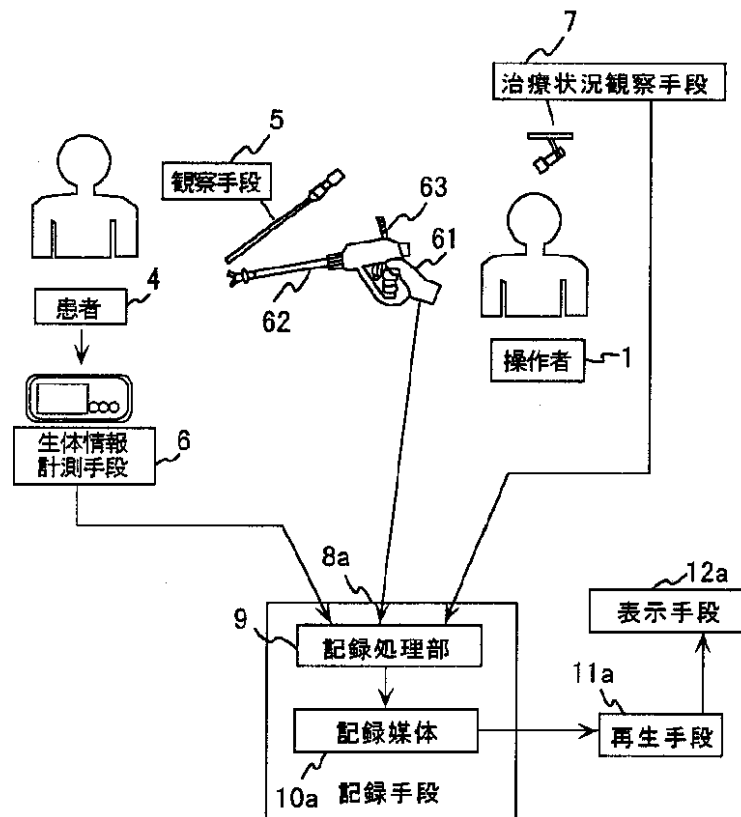 7
治療状況観察手段
5
観察手段
63
61
62
4
患者
操作者
1
生体情報
計測手段
6
8a
12a
表示手段
9
記録処理部
11a
記録媒体
再生手段
10a
記録手段